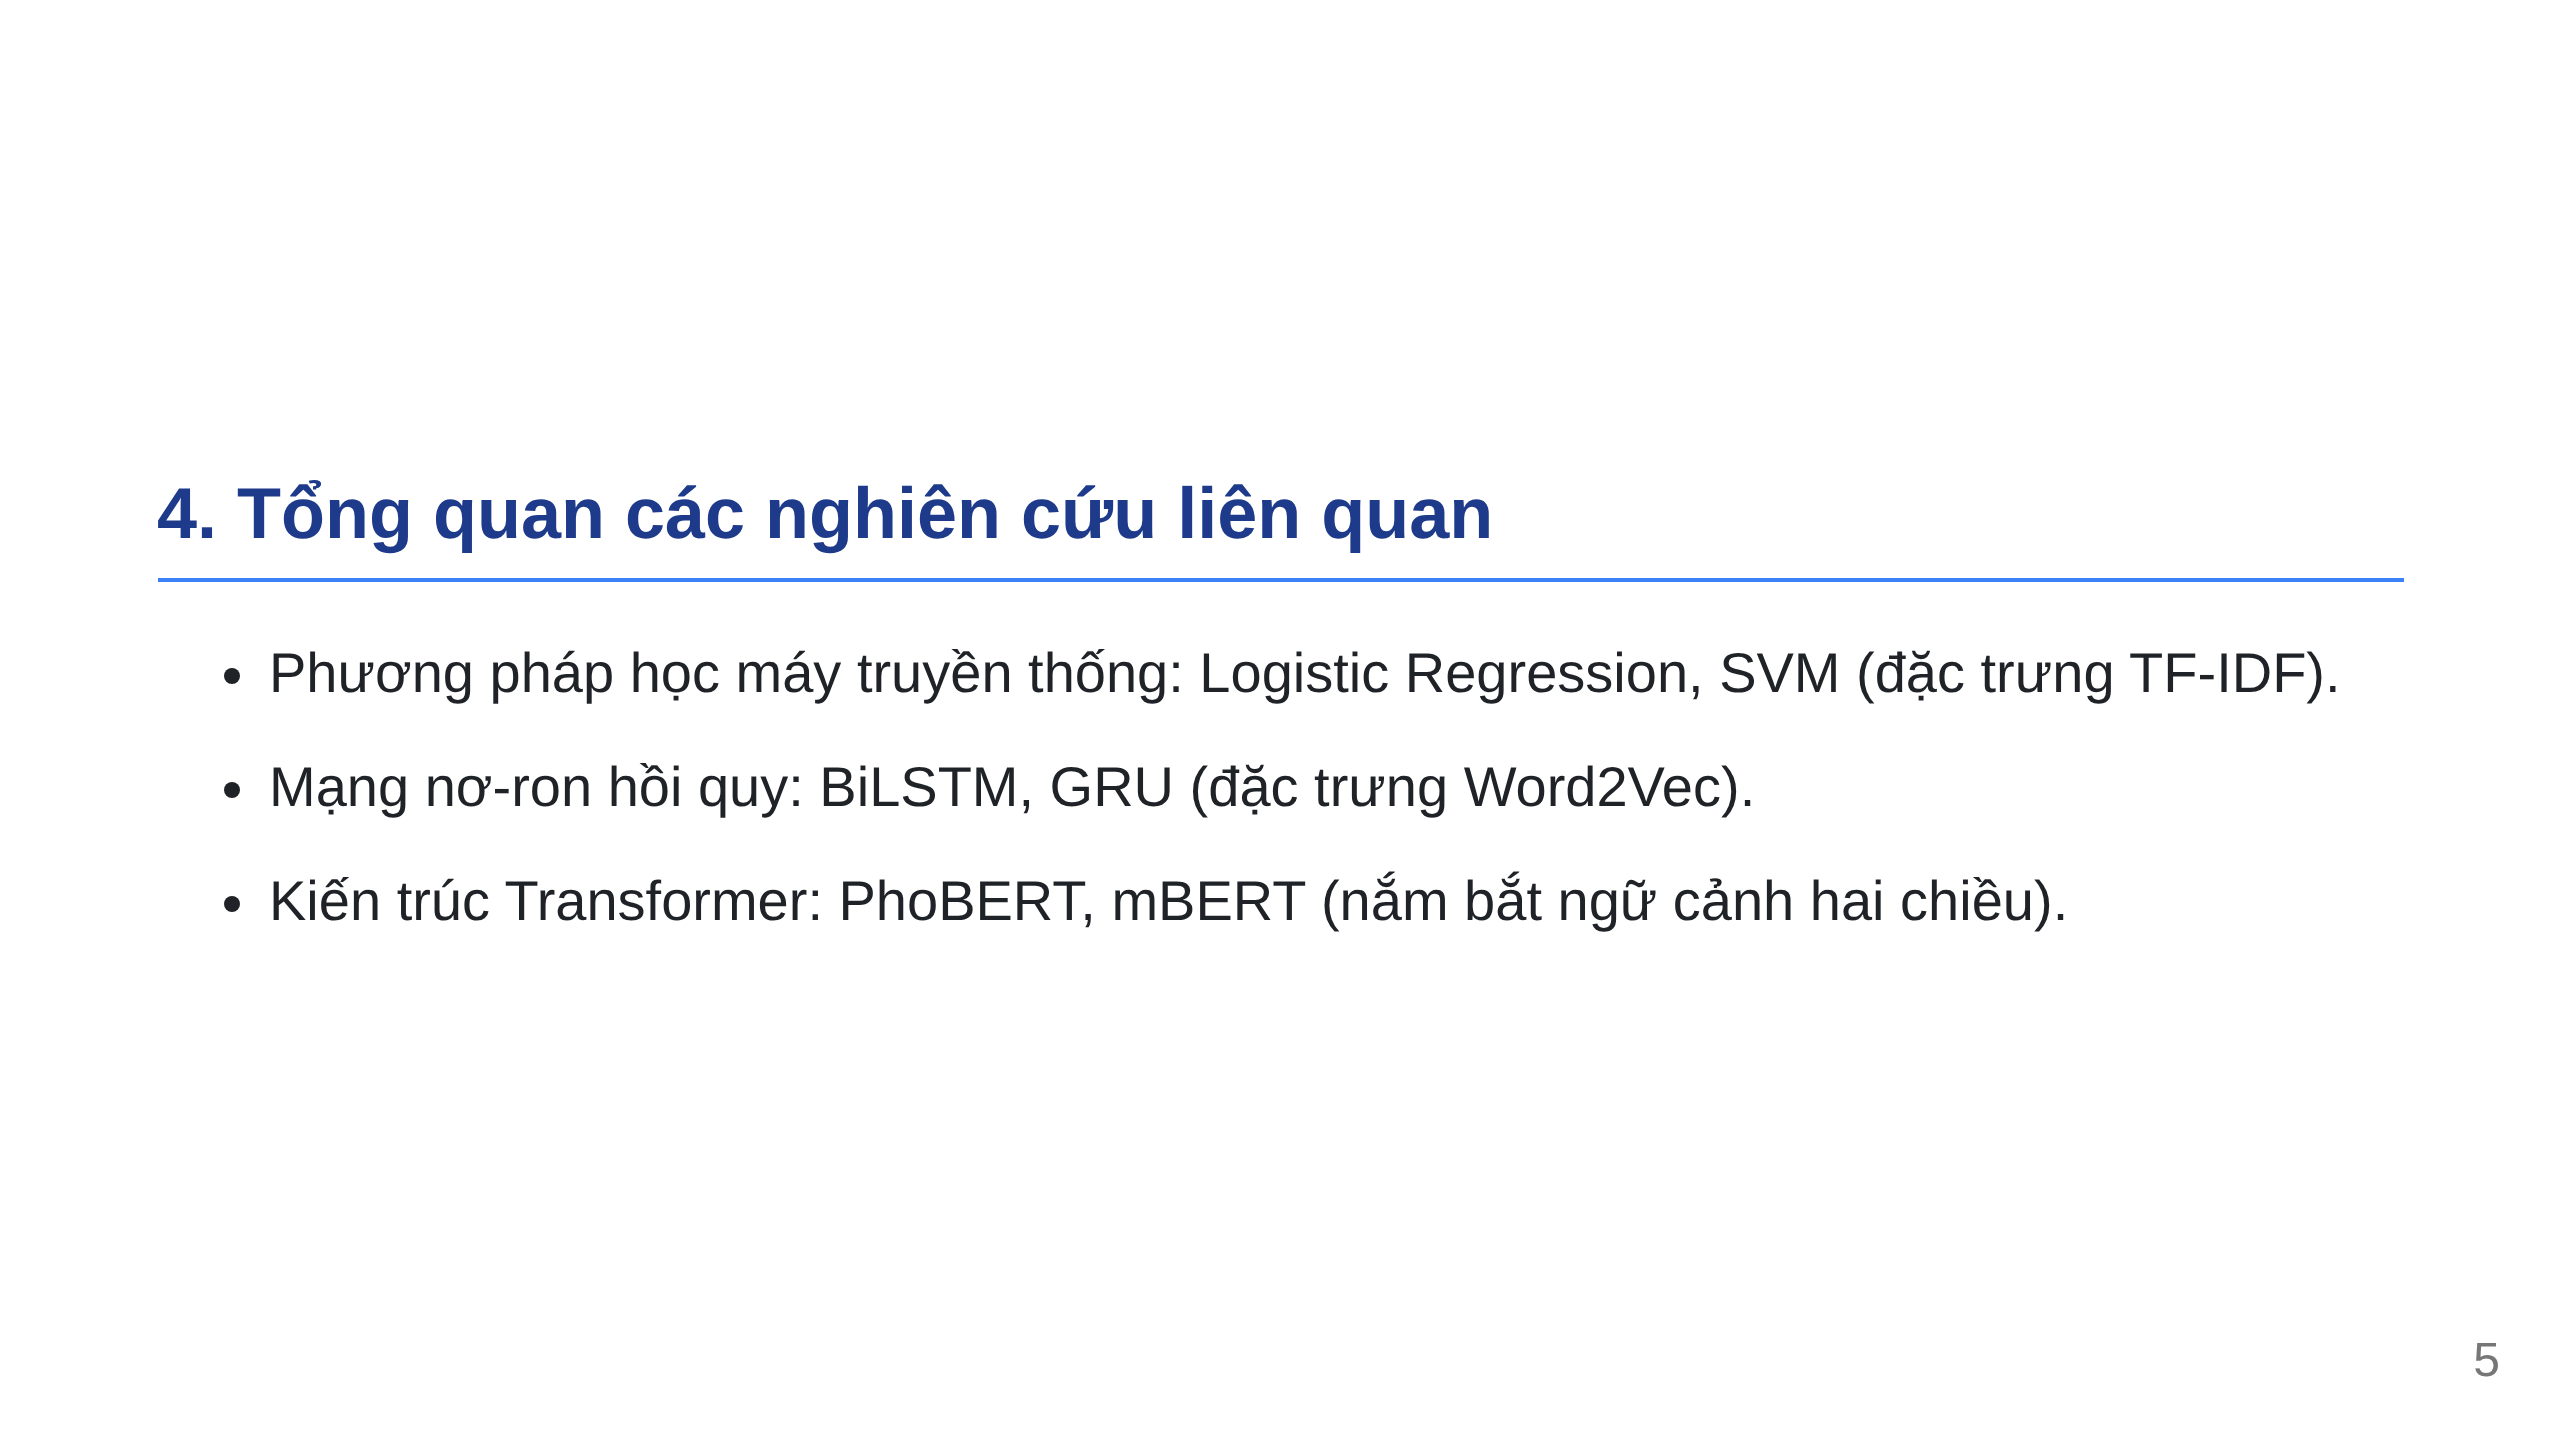 4. Tổng quan các nghiên cứu liên quan
• Phương pháp học máy truyền thống: Logistic Regression, SVM (đặc trưng TF-IDF).
• Mạng nơ-ron hồi quy: BiLSTM, GRU (đặc trưng Word2Vec).
• Kiến trúc Transformer: PhoBERT, mBERT (nắm bắt ngữ cảnh hai chiều).
5